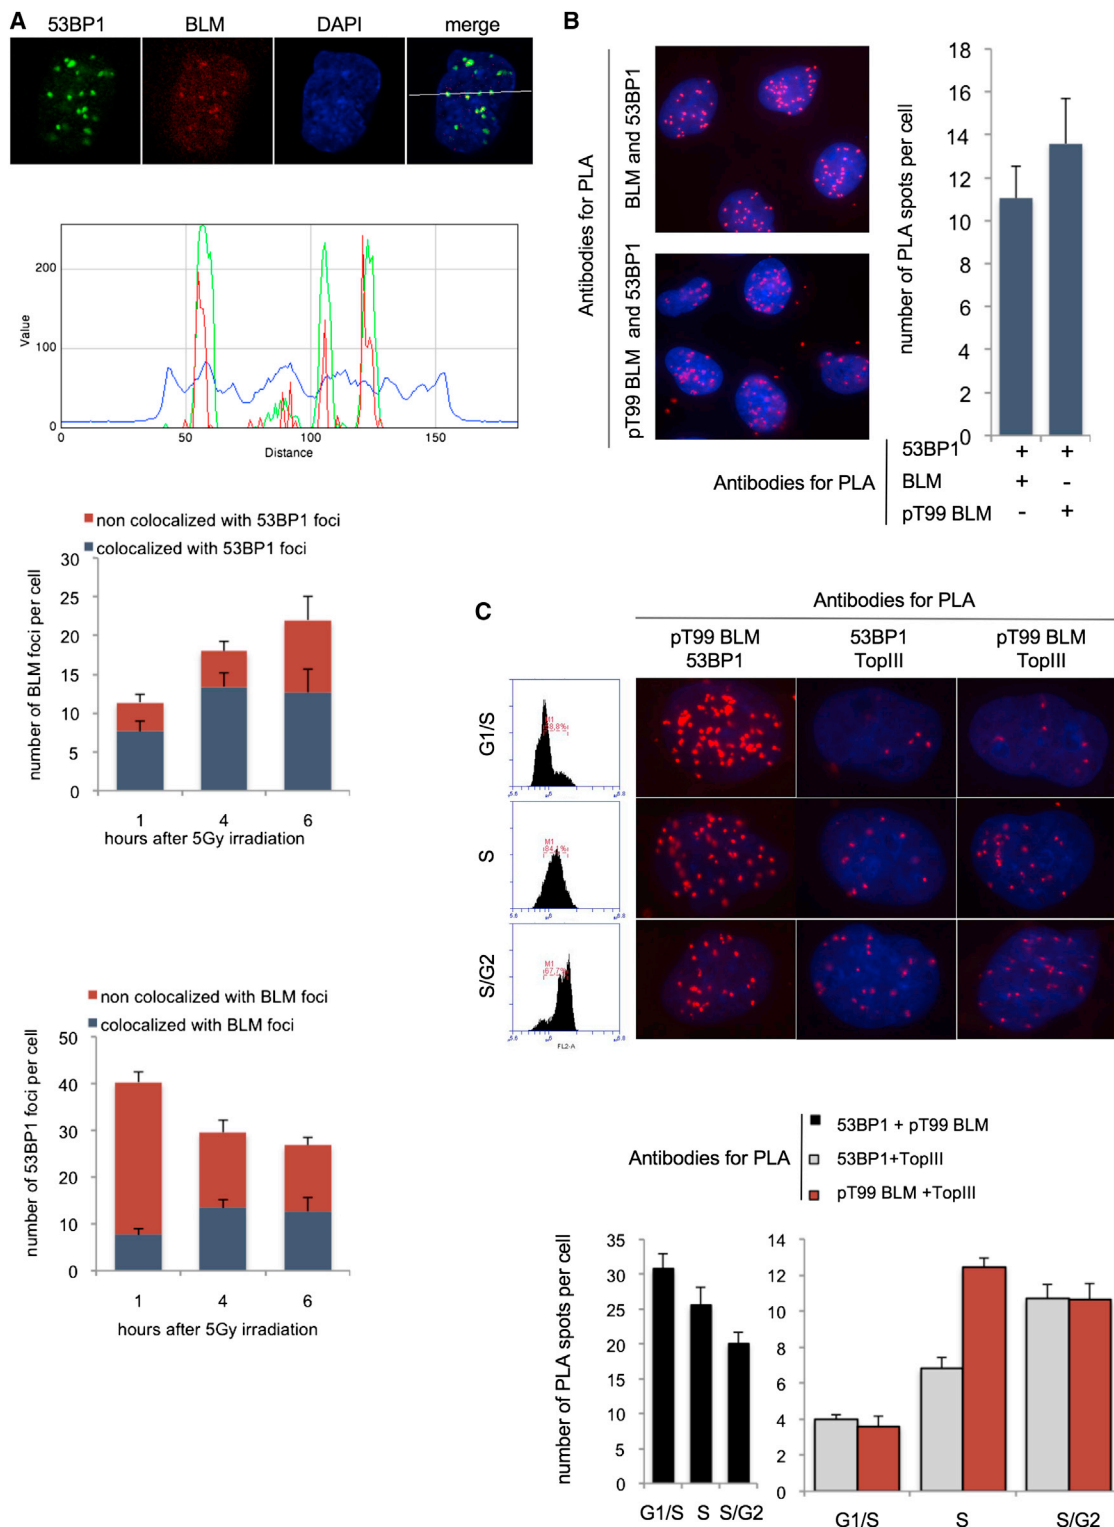 A
53BP1 BLM DAPI merge
Value
200
100
0
0 50 100 150
Distance
non colocalized with 53BP1 foci
colocalized with 53BP1 foci
number of BLM foci per cell
30
25
20
15
10
5
0
1 4 6
hours after 5Gy irradiation
non colocalized with BLM foci
colocalized with BLM foci
number of 53BP1 foci per cell
50
40
30
20
10
0
1 4 6
hours after 5Gy irradiation
B
Antibodies for PLA
BLM and 53BP1
pT99 BLM and 53BP1
number of PLA spots per cell
18
16
14
12
10
8
6
4
2
0
Antibodies for PLA
53BP1 + +
BLM + -
pT99 BLM - +
C
Antibodies for PLA
pT99 BLM 53BP1 pT99 BLM
53BP1 TopIII TopIII
G1/S
M1
S
M1
S/G2
M1
FL2-A
Antibodies for PLA
53BP1 + pT99 BLM
53BP1+TopIII
pT99 BLM +TopIII
number of PLA spots per cell
35
30
25
20
15
10
5
0
G1/S S S/G2
14
12
10
8
6
4
2
0
G1/S S S/G2